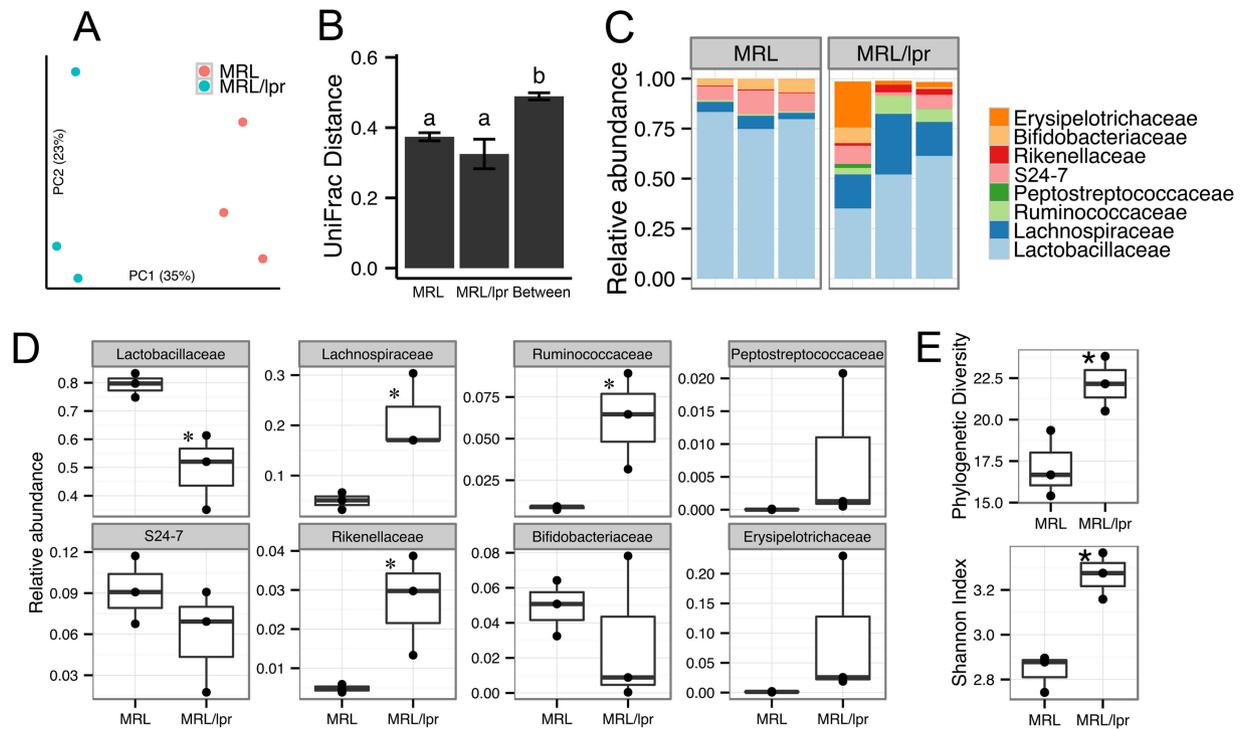 A
MRL
MRL/lpr
PC2 (23%)
PC1 (35%)
B
UniFrac Distance
0.6
0.4
0.2
0.0
a
a
b
MRL MRL/lpr Between
C
Relative abundance
MRL
MRL/lpr
1.00
0.75
0.50
0.25
0.00
Erysipelotrichaceae
Bifidobacteriaceae
Rikenellaceae
S24-7
Peptostreptococcaceae
Ruminococcaceae
Lachnospiraceae
Lactobacillaceae
D
Relative abundance
Lactobacillaceae
0.8
0.7
0.6
0.5
0.4
*
Lachnospiraceae
0.3
0.2
0.1
*
Ruminococcaceae
0.075
0.050
0.025
*
Peptostreptococcaceae
0.020
0.015
0.010
0.005
0.000
S24-7
0.12
0.09
0.06
0.03
MRL MRL/lpr
Rikenellaceae
0.04
0.03
0.02
0.01
*
MRL MRL/lpr
Bifidobacteriaceae
0.08
0.06
0.04
0.02
0.00
MRL MRL/lpr
Erysipelotrichaceae
0.20
0.15
0.10
0.05
0.00
MRL MRL/lpr
E
Phylogenetic Diversity
22.5
20.0
17.5
15.0
*
MRL MRL/lpr
Shannon Index
3.2
3.0
2.8
*
MRL MRL/lpr